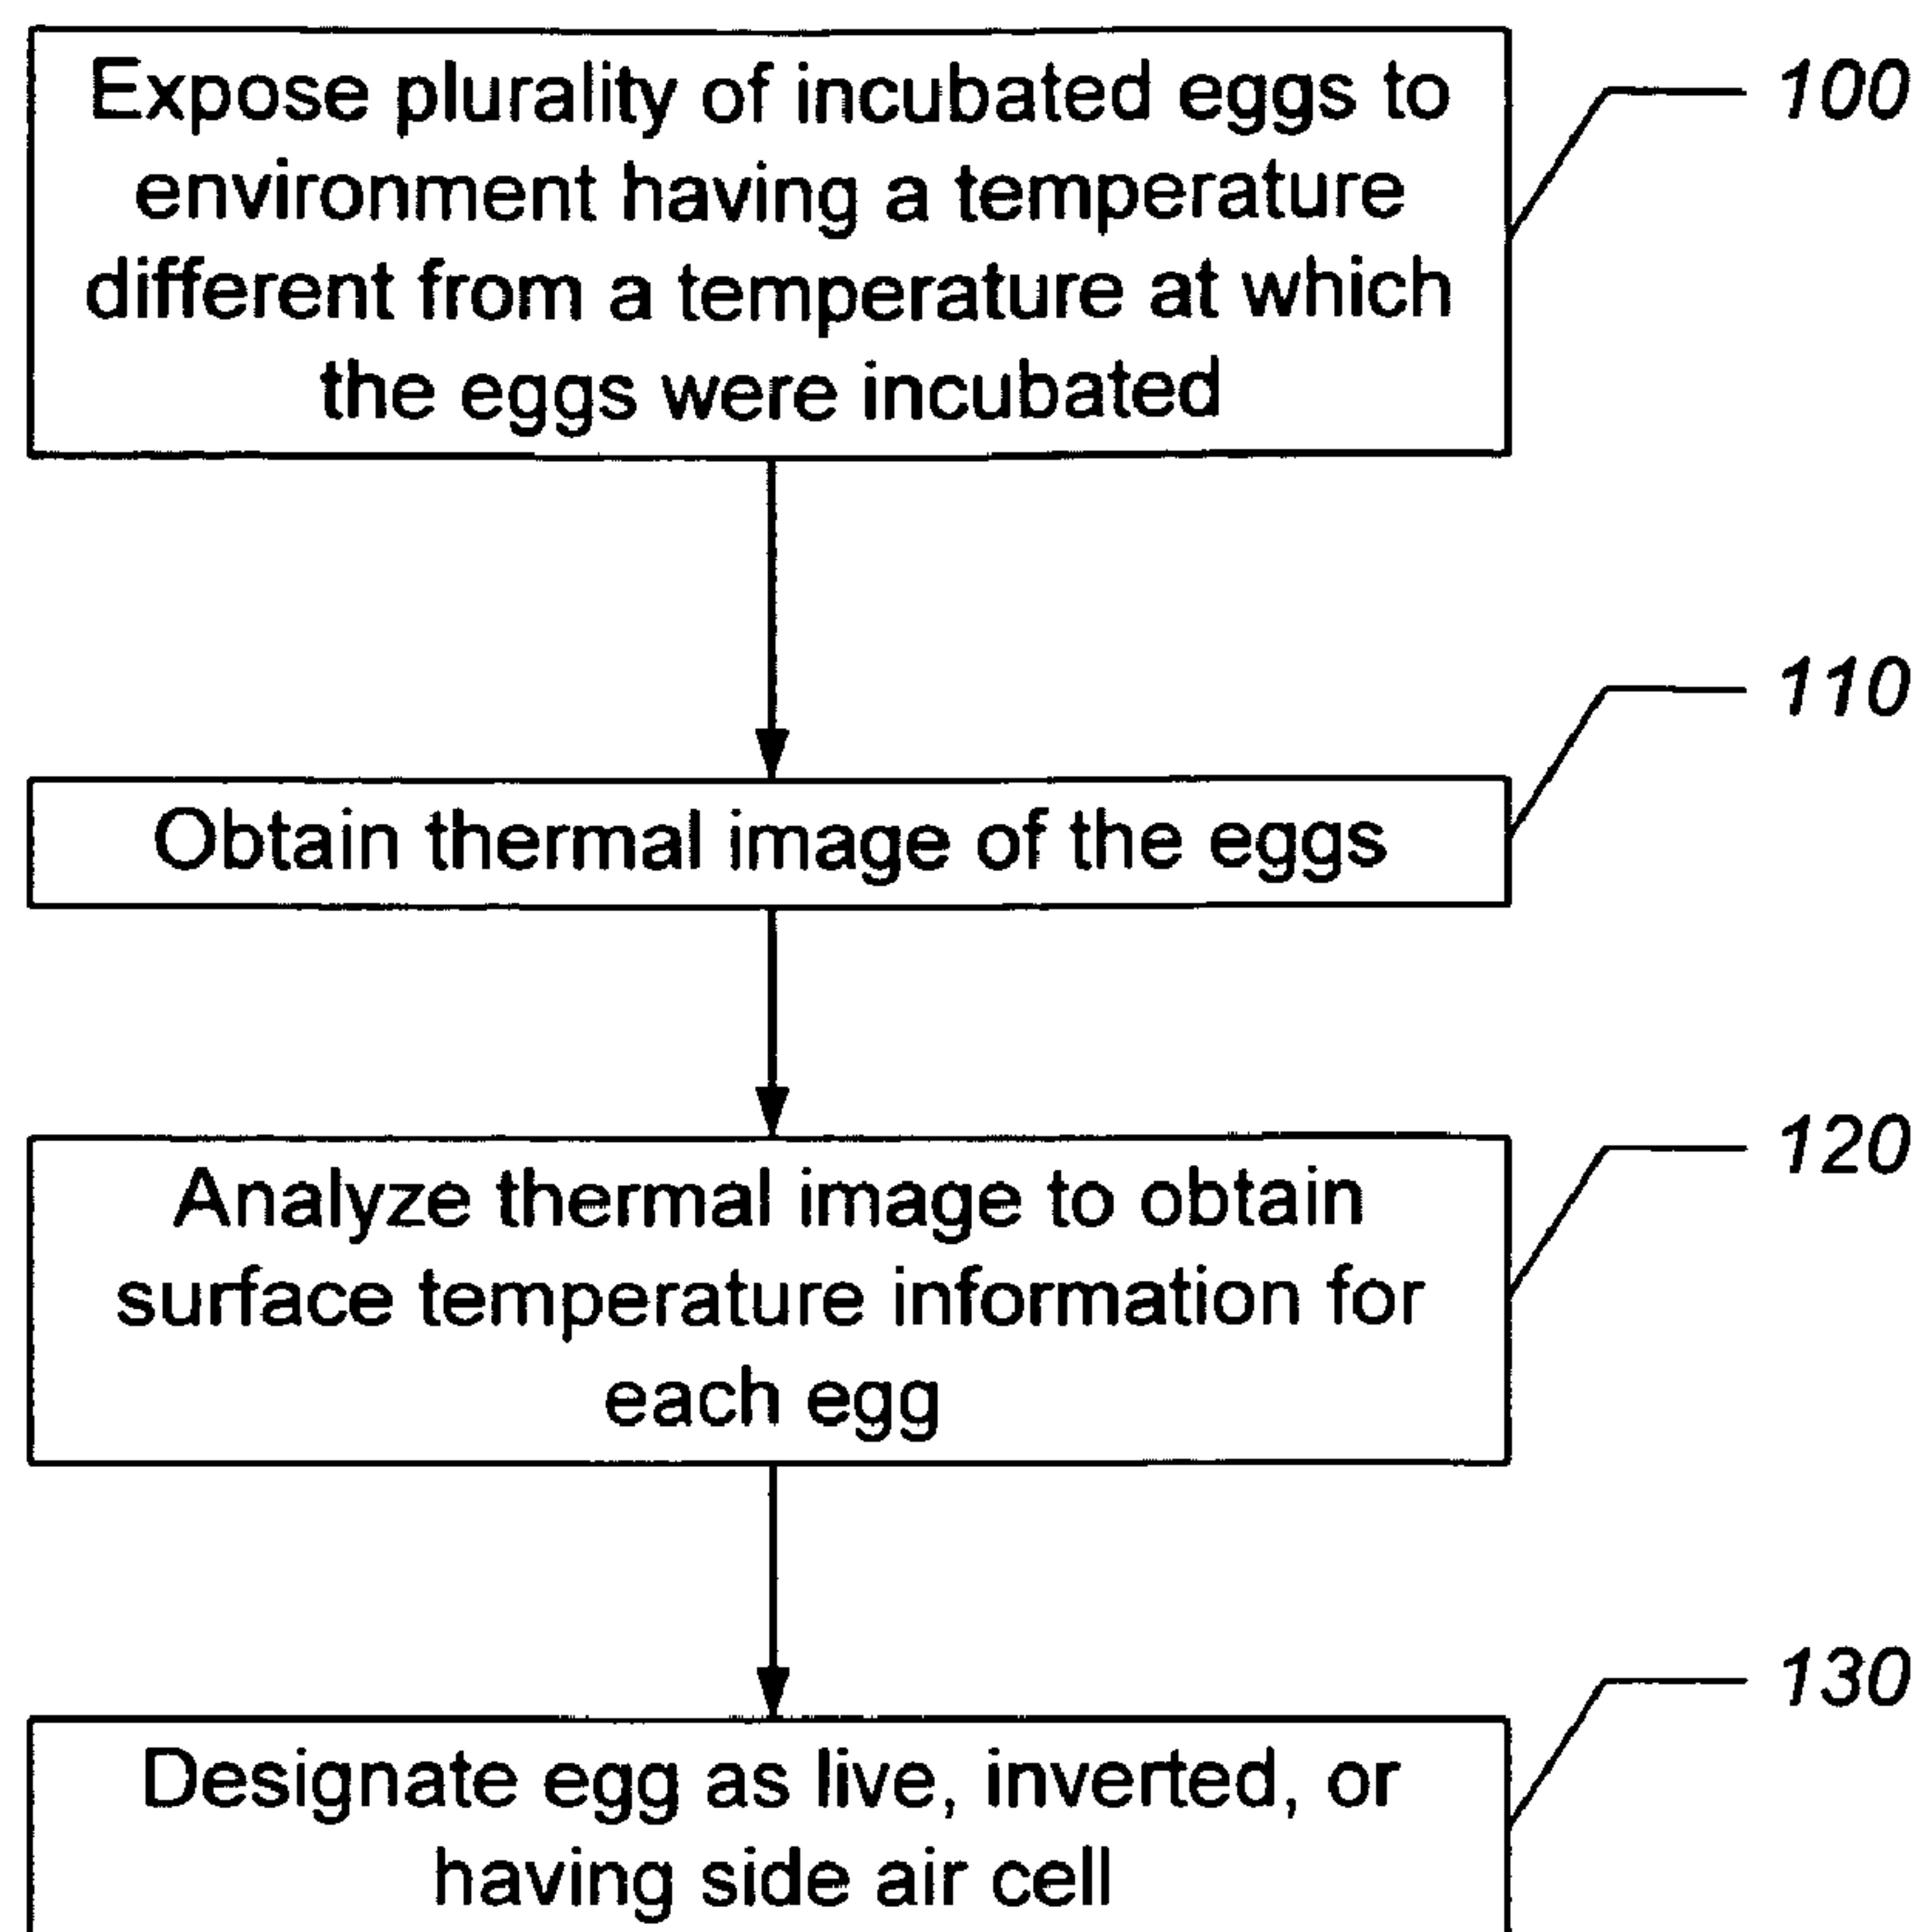 Expose plurality of incubated eggs to
environment having a temperature
different from a temperature at which
the eggs were incubated
100
Obtain thermal image of the eggs
110
Analyze thermal image to obtain
surface temperature information for
each egg
120
Designate egg as live, inverted, or
having side air cell
130